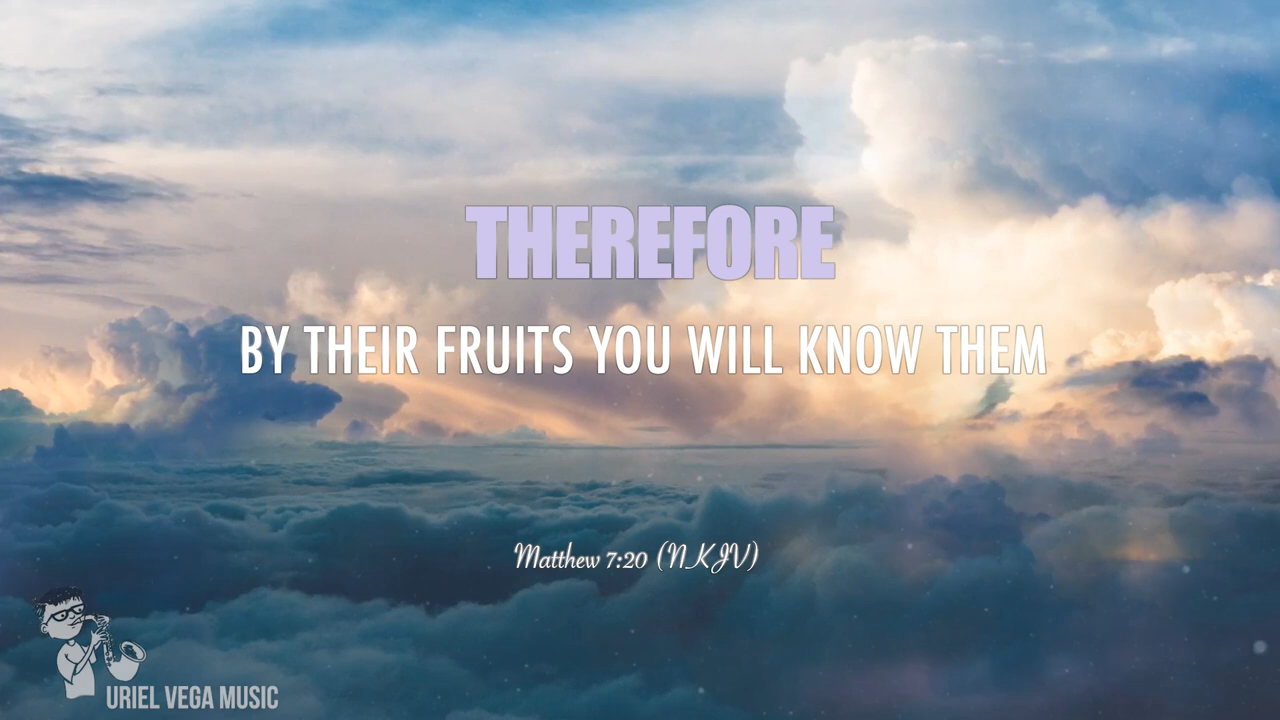 THEREFORE
BY THEIR FRUITS YOU WILL KNOW THEM
Matthew 7:20 (NKJV)
URIEL VEGA MUSIC